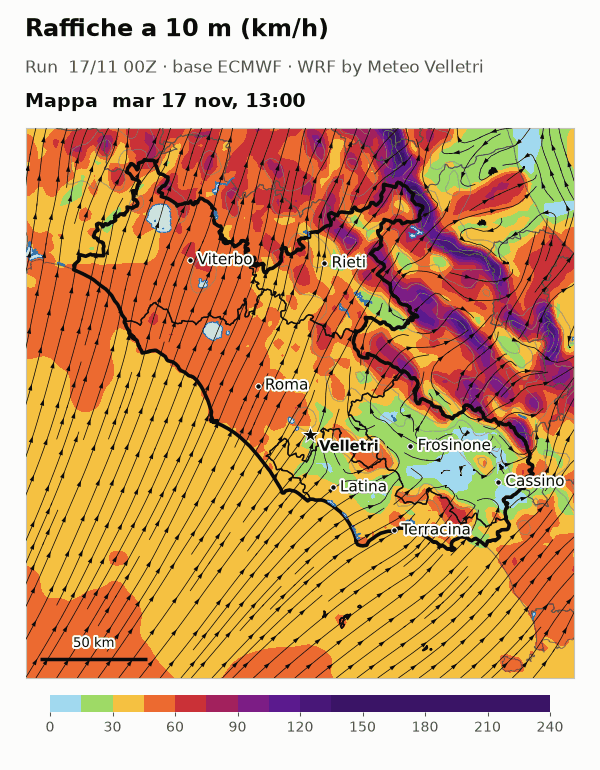 Raffiche a 10 m (km/h)
Run  17/11 00Z · base ECMWF · WRF by Meteo Velletri
Mappa  mar 17 nov, 13:00
Viterbo
Rieti
Roma
Velletri
Frosinone
Latina
Cassino
Terracina
50 km
0 30 60 90 120 150 180 210 240